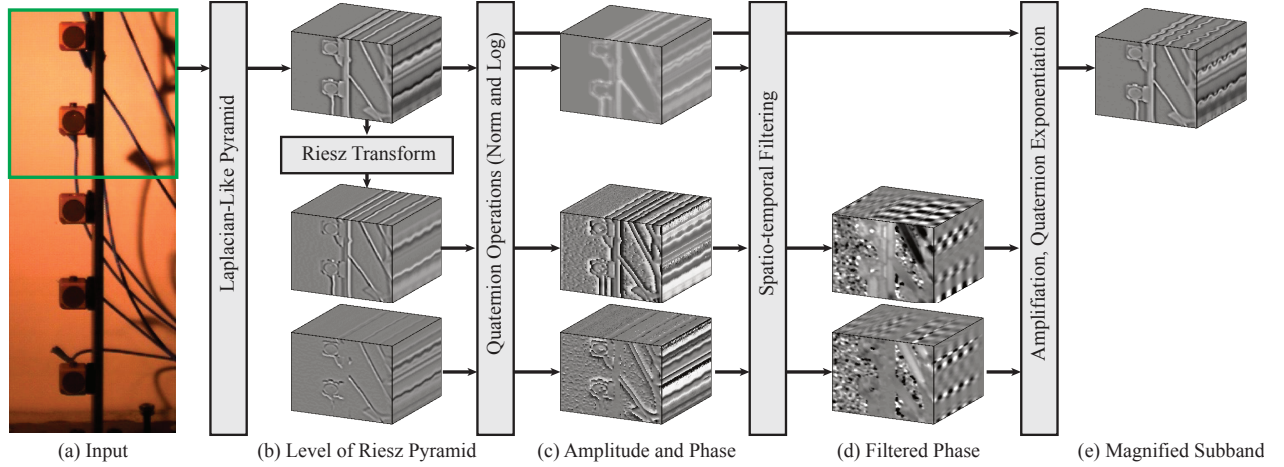 Laplacian-Like Pyramid
Riesz Transform
Quaternion Operations (Norm and Log)
Spatio-temporal Filtering
Amplifiation, Quaternion Exponentiation
(a) Input
(b) Level of Riesz Pyramid
(c) Amplitude and Phase
(d) Filtered Phase
(e) Magnified Subband